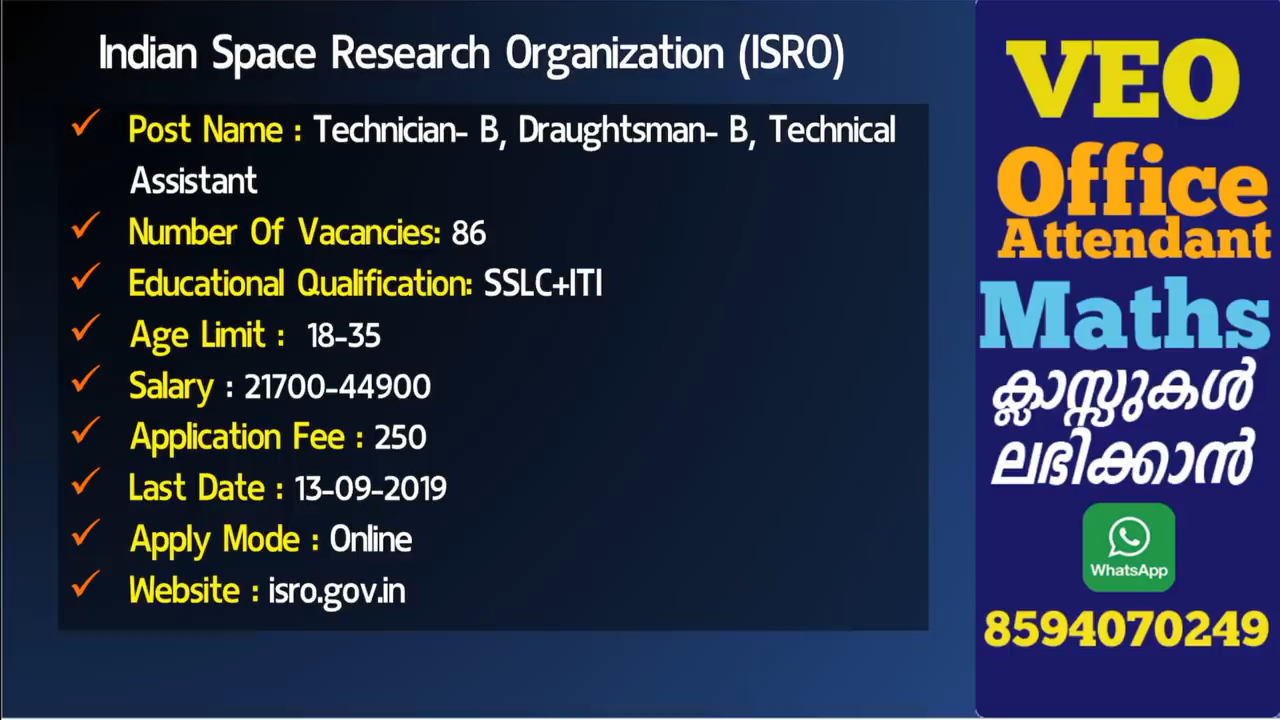 Indian Space Research Organization (ISRO)
Post Name : Technician- B, Draughtsman- B, Technical
Assistant
Number Of Vacancies: 86
Educational Qualification: SSLC+ITI
Age Limit : 18-35
Salary : 21700-44900
Application Fee : 250
Last Date : 13-09-2019
Apply Mode : Online
Website : isro.gov.in
VEO
Office
Attendant
Maths
ക്ലാസ്സുകൾ
ലഭിക്കാൻ
WhatsApp
8594070249